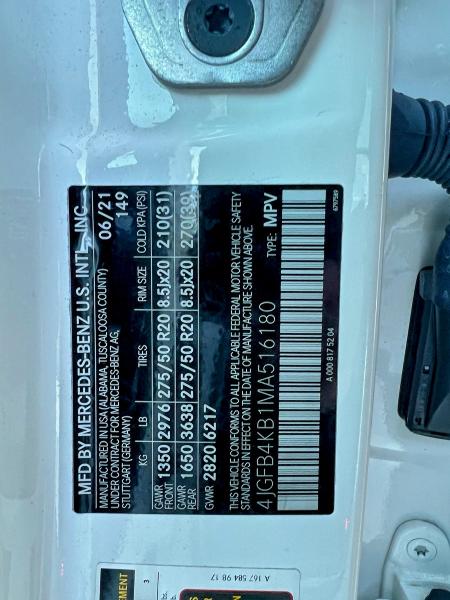 MFD BY MERCEDES-BENZ U.S. INT., INC.
MANUFACTURED IN USA (ALABAMA, TUSCALOOSA COUNTY)
UNDER CONTRACT FOR MERCEDES-BENZ AG,
STUTTGART (GERMANY)
06/21
149
KG LB TIRES RIM SIZE COLD KPA (PSI)
GAWR FRONT 1350 2976 275/50 R20 8.5Jx20 210(31)
GAWR REAR 1650 3638 275/50 R20 8.5Jx20 270(39)
GVWR 2820 6217
THIS VEHICLE CONFORMS TO ALL APPLICABLE FEDERAL MOTOR VEHICLE SAFETY
STANDARDS IN EFFECT ON THE DATE OF MANUFACTURE SHOWN ABOVE.
TYPE: MPV
4JGFB4KB1MA516180
A 000 817 52 04
A 167 584 98 17
3